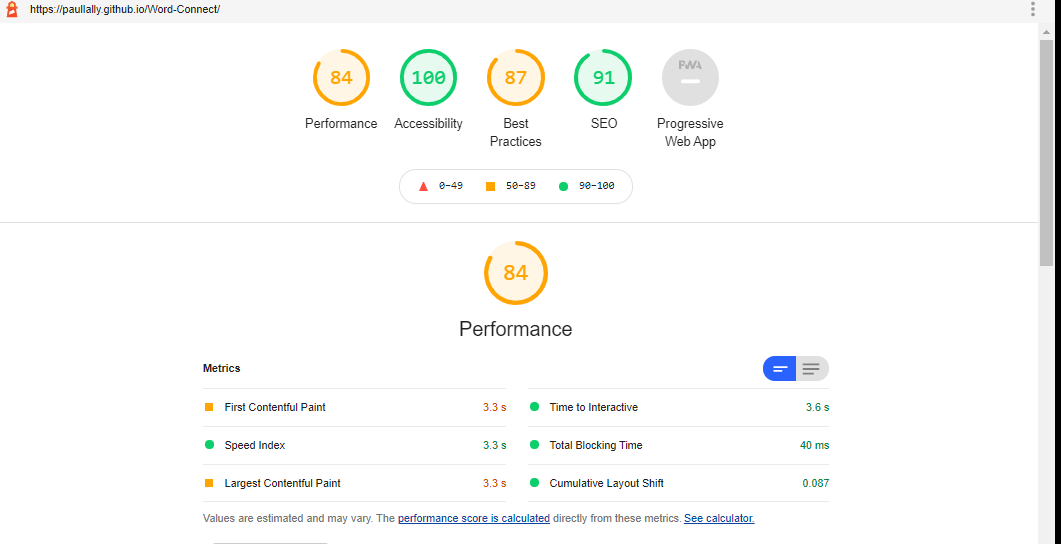 https://paullally.github.io/Word-Connect/
84 100 87 91 PWA
Performance Accessibility Best Practices SEO Progressive Web App
0–49 50–89 90–100
84
Performance
Metrics
First Contentful Paint 3.3 s
Time to Interactive 3.6 s
Speed Index 3.3 s
Total Blocking Time 40 ms
Largest Contentful Paint 3.3 s
Cumulative Layout Shift 0.087
Values are estimated and may vary. The performance score is calculated directly from these metrics. See calculator.